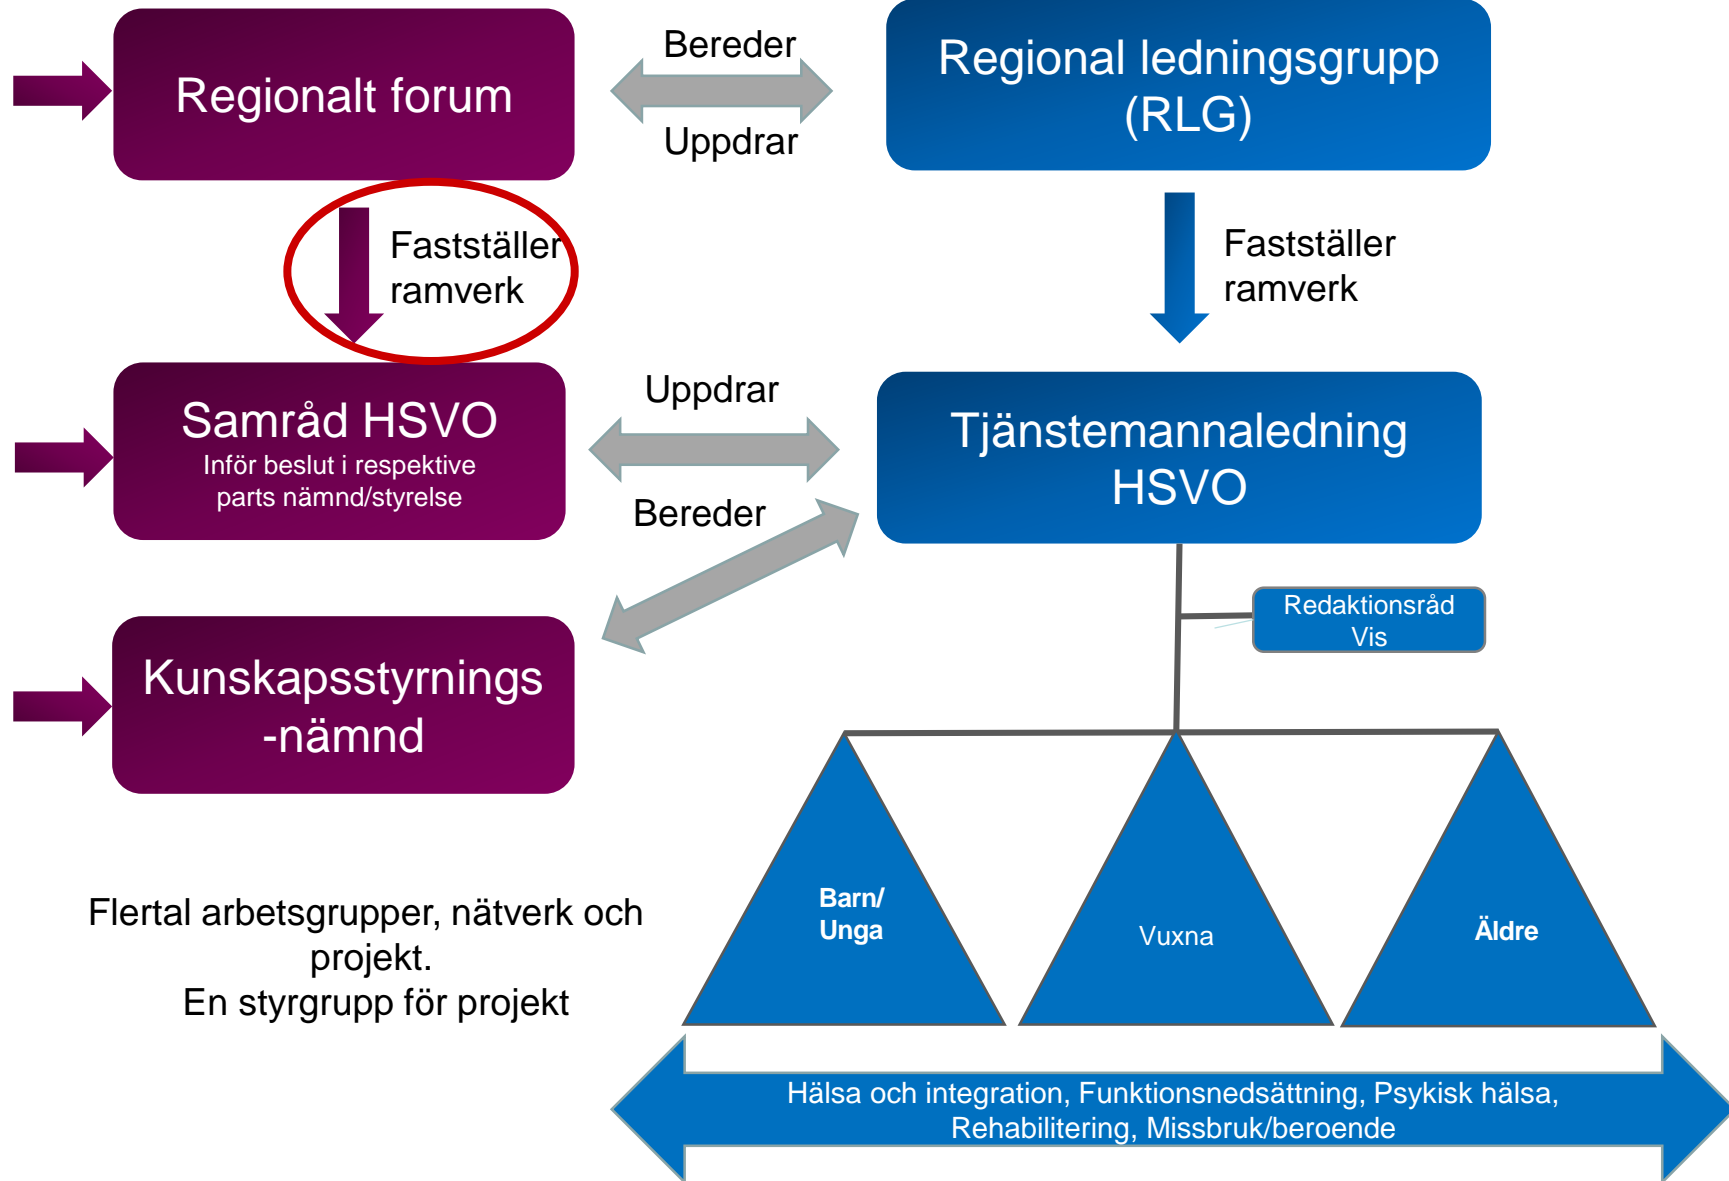 Regionalt forum
Bereder
Uppdrar
Regional ledningsgrupp
(RLG)
Fastställer
ramverk
Fastställer
ramverk
Samråd HSVO
Inför beslut i respektive
parts nämnd/styrelse
Uppdrar
Bereder
Tjänstemannaledning
HSVO
Redaktionsråd
Vis
Kunskapsstyrnings
-nämnd
Barn/
Unga
Vuxna
Äldre
Flertal arbetsgrupper, nätverk och
projekt.
En styrgrupp för projekt
Hälsa och integration, Funktionsnedsättning, Psykisk hälsa,
Rehabilitering, Missbruk/beroende